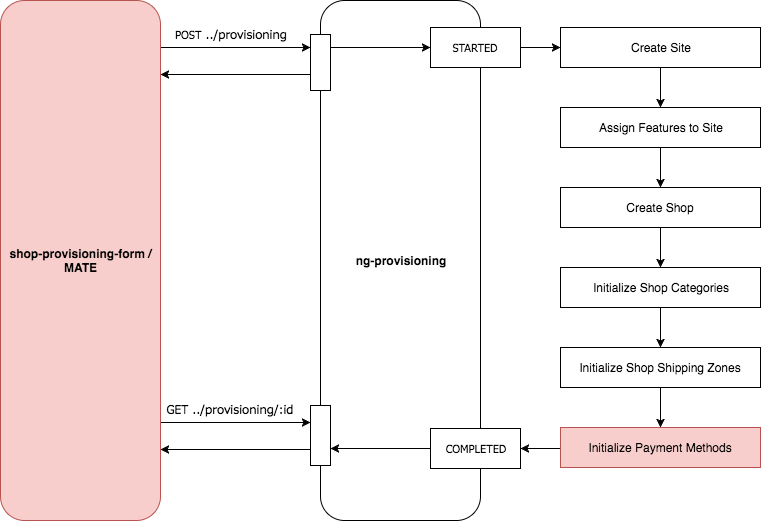 POST ../provisioning
STARTED
Create Site
Assign Features to Site
Create Shop
shop-provisioning-form /
MATE
ng-provisioning
Initialize Shop Categories
Initialize Shop Shipping Zones
GET ../provisioning/:id
COMPLETED
Initialize Payment Methods